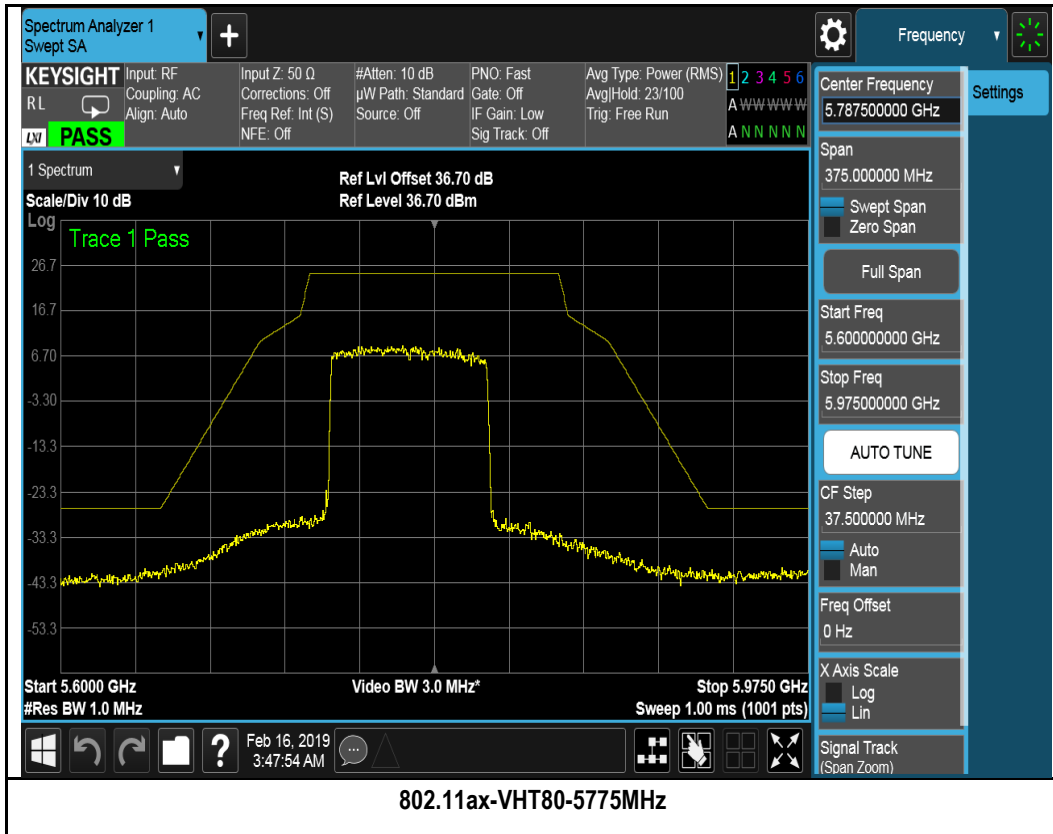 Spectrum Analyzer 1
Swept SA
Frequency
KEYSIGHT
R L
LXI PASS
Input: RF
Coupling: AC
Align: Auto
Input Z: 50 Ω
Corrections: Off
Freq Ref: Int (S)
NFE: Off
#Atten: 10 dB
µW Path: Standard
Source: Off
PNO: Fast
Gate: Off
IF Gain: Low
Sig Track: Off
Avg Type: Power (RMS)
Avg|Hold: 23/100
Trig: Free Run
1 2 3 4 5 6
A W W W W W
A N N N N N
1 Spectrum
Scale/Div 10 dB
Ref Lvl Offset 36.70 dB
Ref Level 36.70 dBm
Log
Trace 1 Pass
26.7
16.7
6.70
-3.30
-13.3
-23.3
-33.3
-43.3
-53.3
Start 5.6000 GHz
#Res BW 1.0 MHz
Video BW 3.0 MHz*
Stop 5.9750 GHz
Sweep 1.00 ms (1001 pts)
Center Frequency
5.787500000 GHz
Settings
Span
375.000000 MHz
Swept Span
Zero Span
Full Span
Start Freq
5.600000000 GHz
Stop Freq
5.975000000 GHz
AUTO TUNE
CF Step
37.500000 MHz
Auto
Man
Freq Offset
0 Hz
X Axis Scale
Log
Lin
Signal Track
(Span Zoom)
?
Feb 16, 2019
3:47:54 AM
802.11ax-VHT80-5775MHz